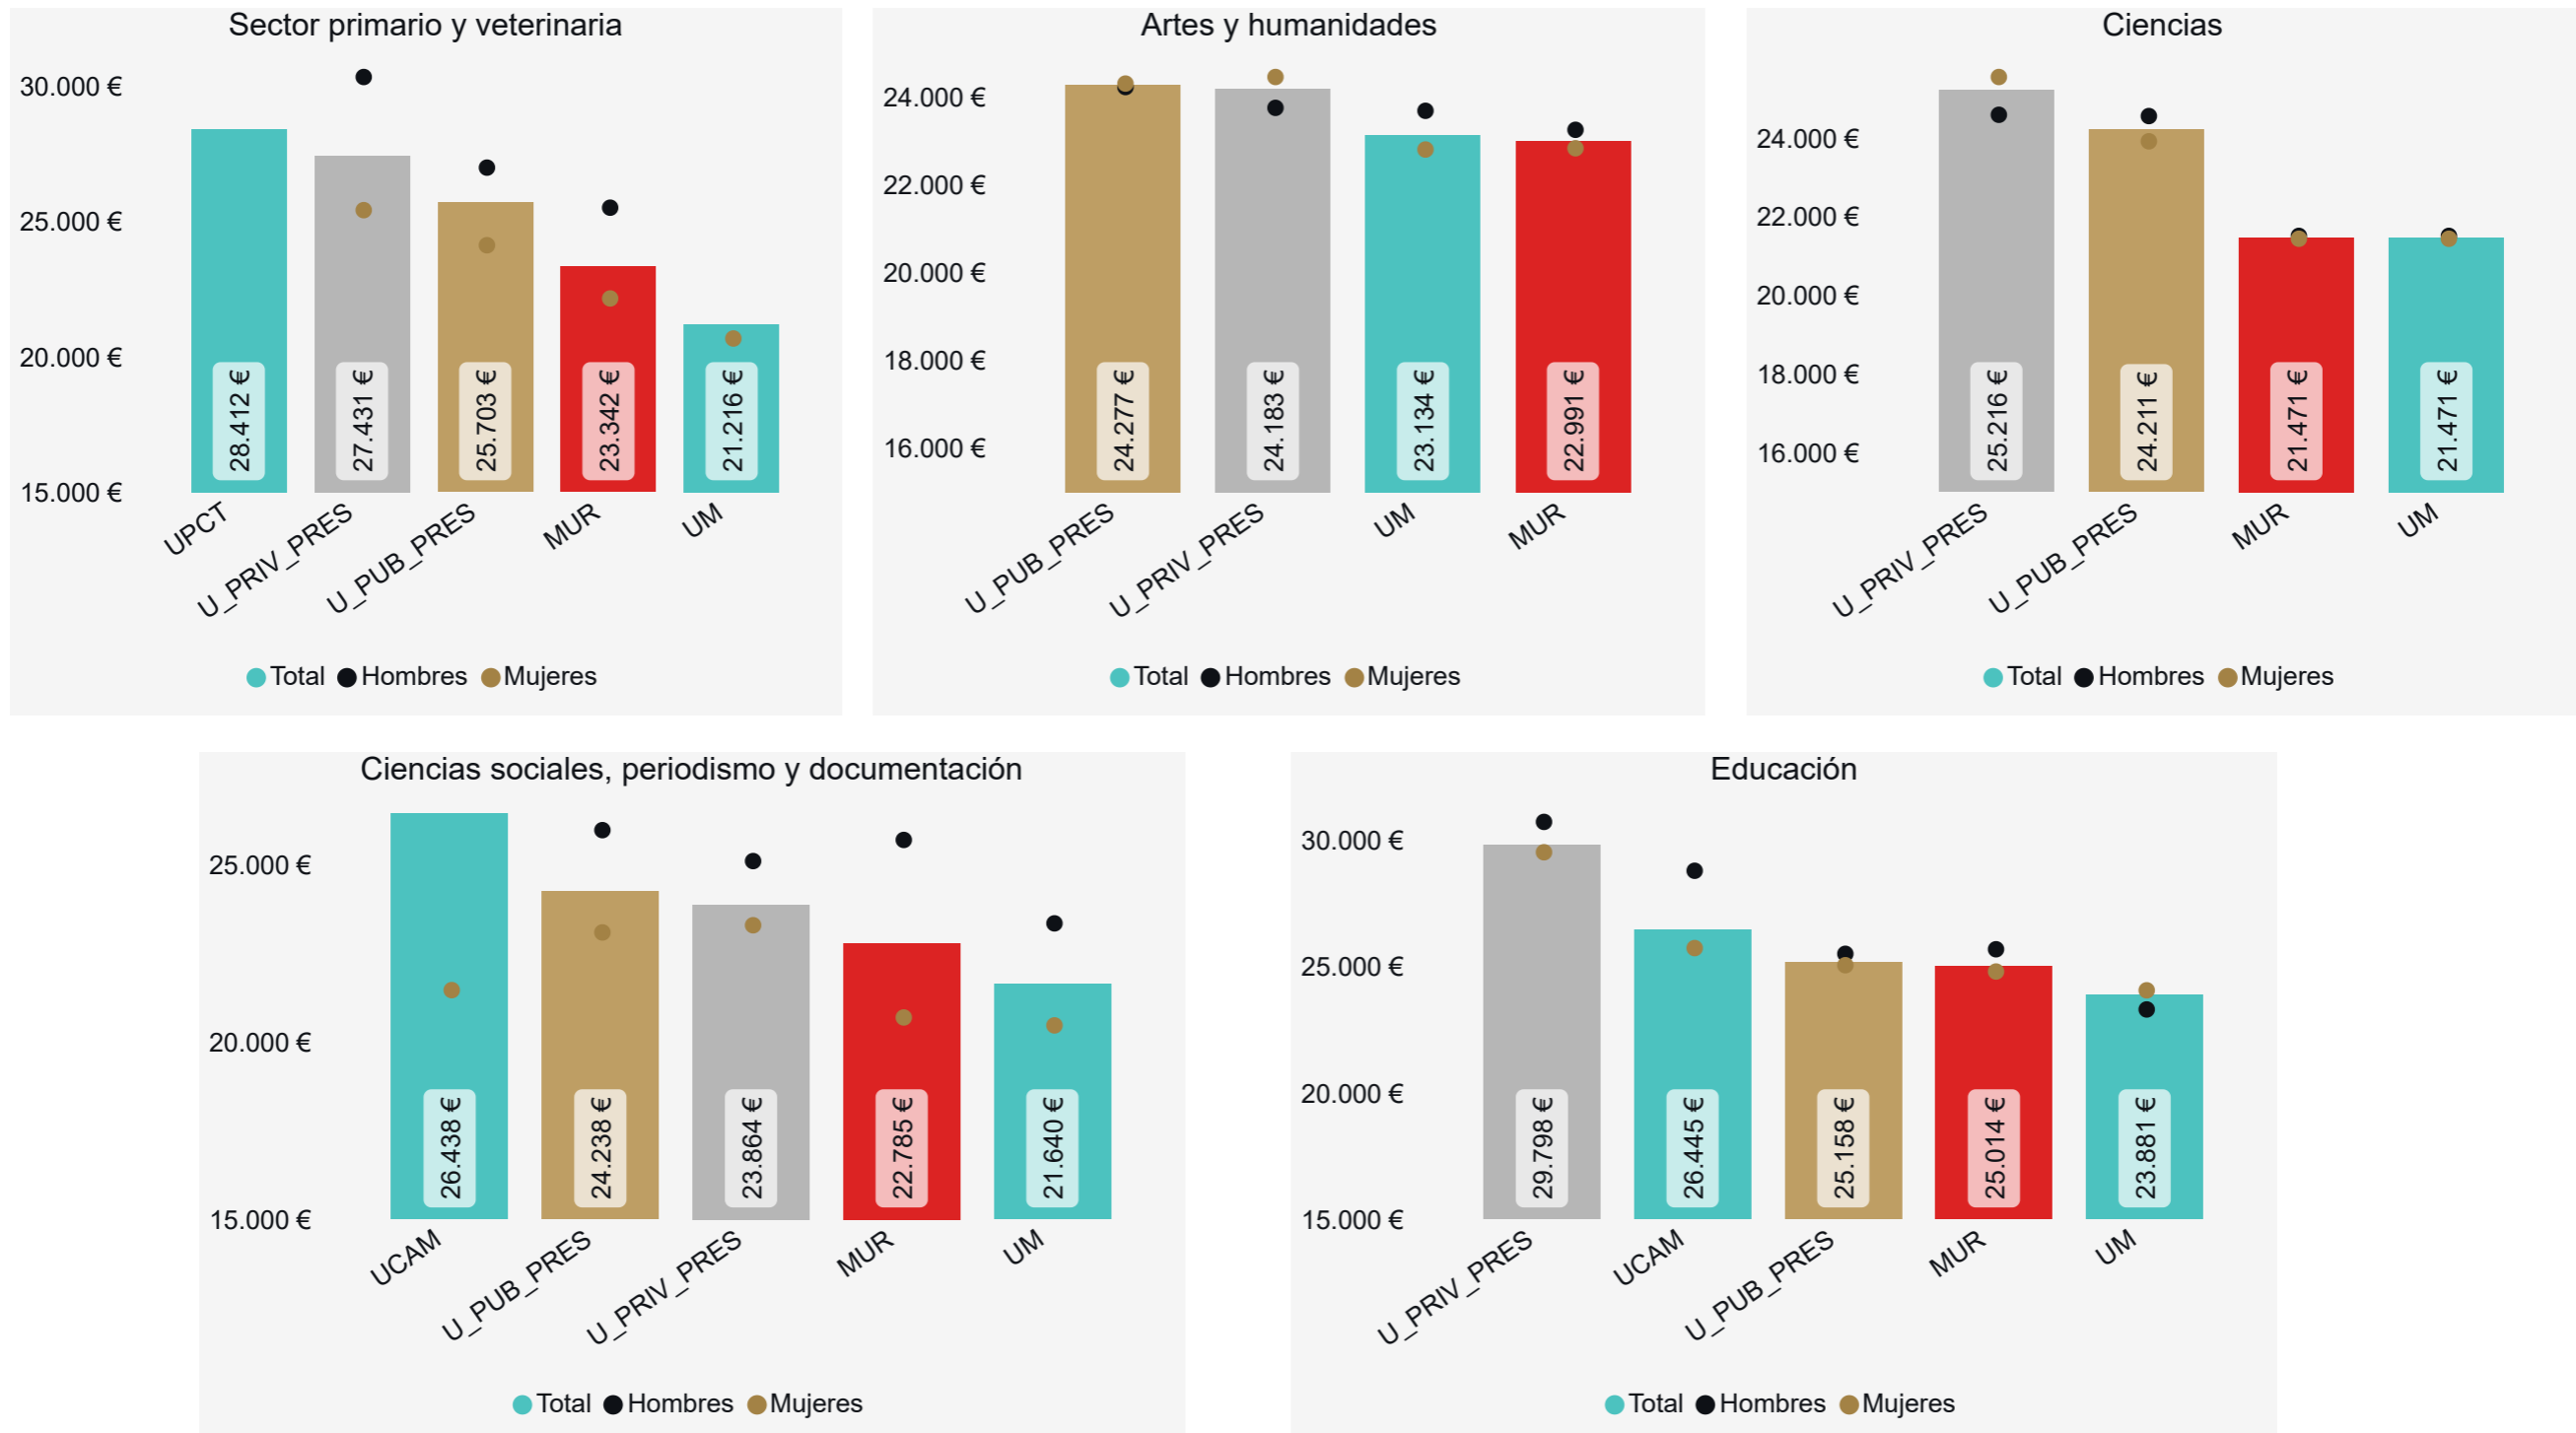 Sector primario y veterinaria
30.000 €
25.000 €
20.000 €
15.000 €
28.412 €
27.431 €
25.703 €
23.342 €
21.216 €
UPCT
U_PRIV_PRES
U_PUB_PRES
MUR
UM
Total Hombres Mujeres
Artes y humanidades
24.000 €
22.000 €
20.000 €
18.000 €
16.000 €
24.277 €
24.183 €
23.134 €
22.991 €
U_PUB_PRES
U_PRIV_PRES
UM
MUR
Total Hombres Mujeres
Ciencias
24.000 €
22.000 €
20.000 €
18.000 €
16.000 €
25.216 €
24.211 €
21.471 €
21.471 €
U_PRIV_PRES
U_PUB_PRES
MUR
UM
Total Hombres Mujeres
Ciencias sociales, periodismo y documentación
25.000 €
20.000 €
15.000 €
26.438 €
24.238 €
23.864 €
22.785 €
21.640 €
UCAM
U_PUB_PRES
U_PRIV_PRES
MUR
UM
Total Hombres Mujeres
Educación
30.000 €
25.000 €
20.000 €
15.000 €
29.798 €
26.445 €
25.158 €
25.014 €
23.881 €
U_PRIV_PRES
UCAM
U_PUB_PRES
MUR
UM
Total Hombres Mujeres